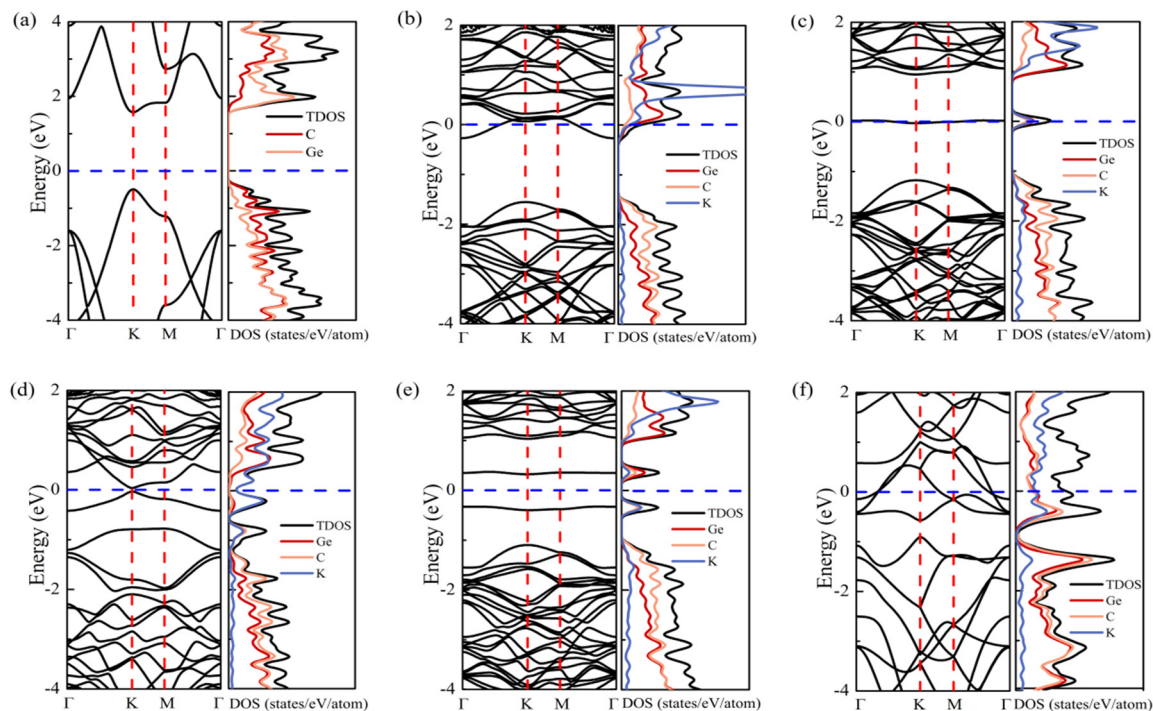 (a)
4
2
0
-2
-4
Energy (eV)
TDOS
C
Ge
Γ K M Γ DOS (states/eV/atom)
(b)
2
0
-2
-4
Energy (eV)
TDOS
Ge
C
K
Γ K M Γ DOS (states/eV/atom)
(c)
2
0
-2
-4
Energy (eV)
TDOS
Ge
C
K
Γ K M Γ DOS (states/eV/atom)
(d)
2
0
-2
-4
Energy (eV)
TDOS
Ge
C
K
Γ K M Γ DOS (states/eV/atom)
(e)
2
0
-2
-4
Energy (eV)
TDOS
Ge
C
K
Γ K M Γ DOS (states/eV/atom)
(f)
2
0
-2
-4
Energy (eV)
TDOS
Ge
C
K
Γ K M Γ DOS (states/eV/atom)